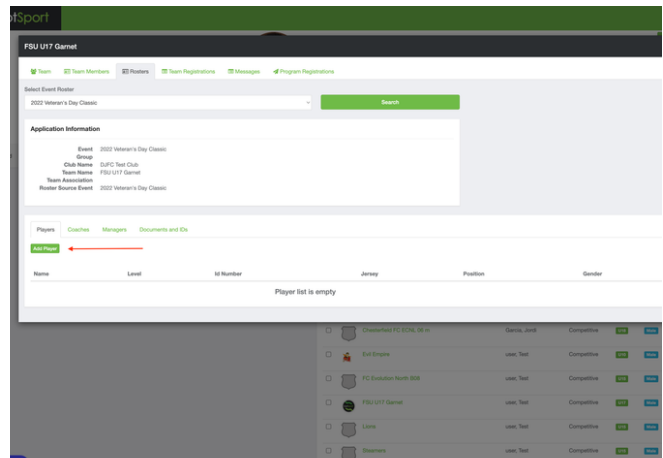 otSport
FSU U17 Garnet
Team Team Members Rosters Team Registrations Messages Program Registrations
Select Event Roster
2022 Veteran's Day Classic
Search
Application Information
Event 2022 Veteran's Day Classic
Group
Club Name DJFC Test Club
Team Name FSU U17 Garnet
Team Association
Roster Source Event 2022 Veteran's Day Classic
Players Coaches Managers Documents and IDs
Add Player
Name Level Id Number Jersey Position Gender
Player list is empty
Chesterfield FC ECNL 06 Garcia, Jordi Competitive
Evil Empire user, Test Competitive
FC Evolution North 90B user, Test Competitive
FSU U17 Garnet user, Test Competitive U17
user, Test Competitive
user, Test Competitive